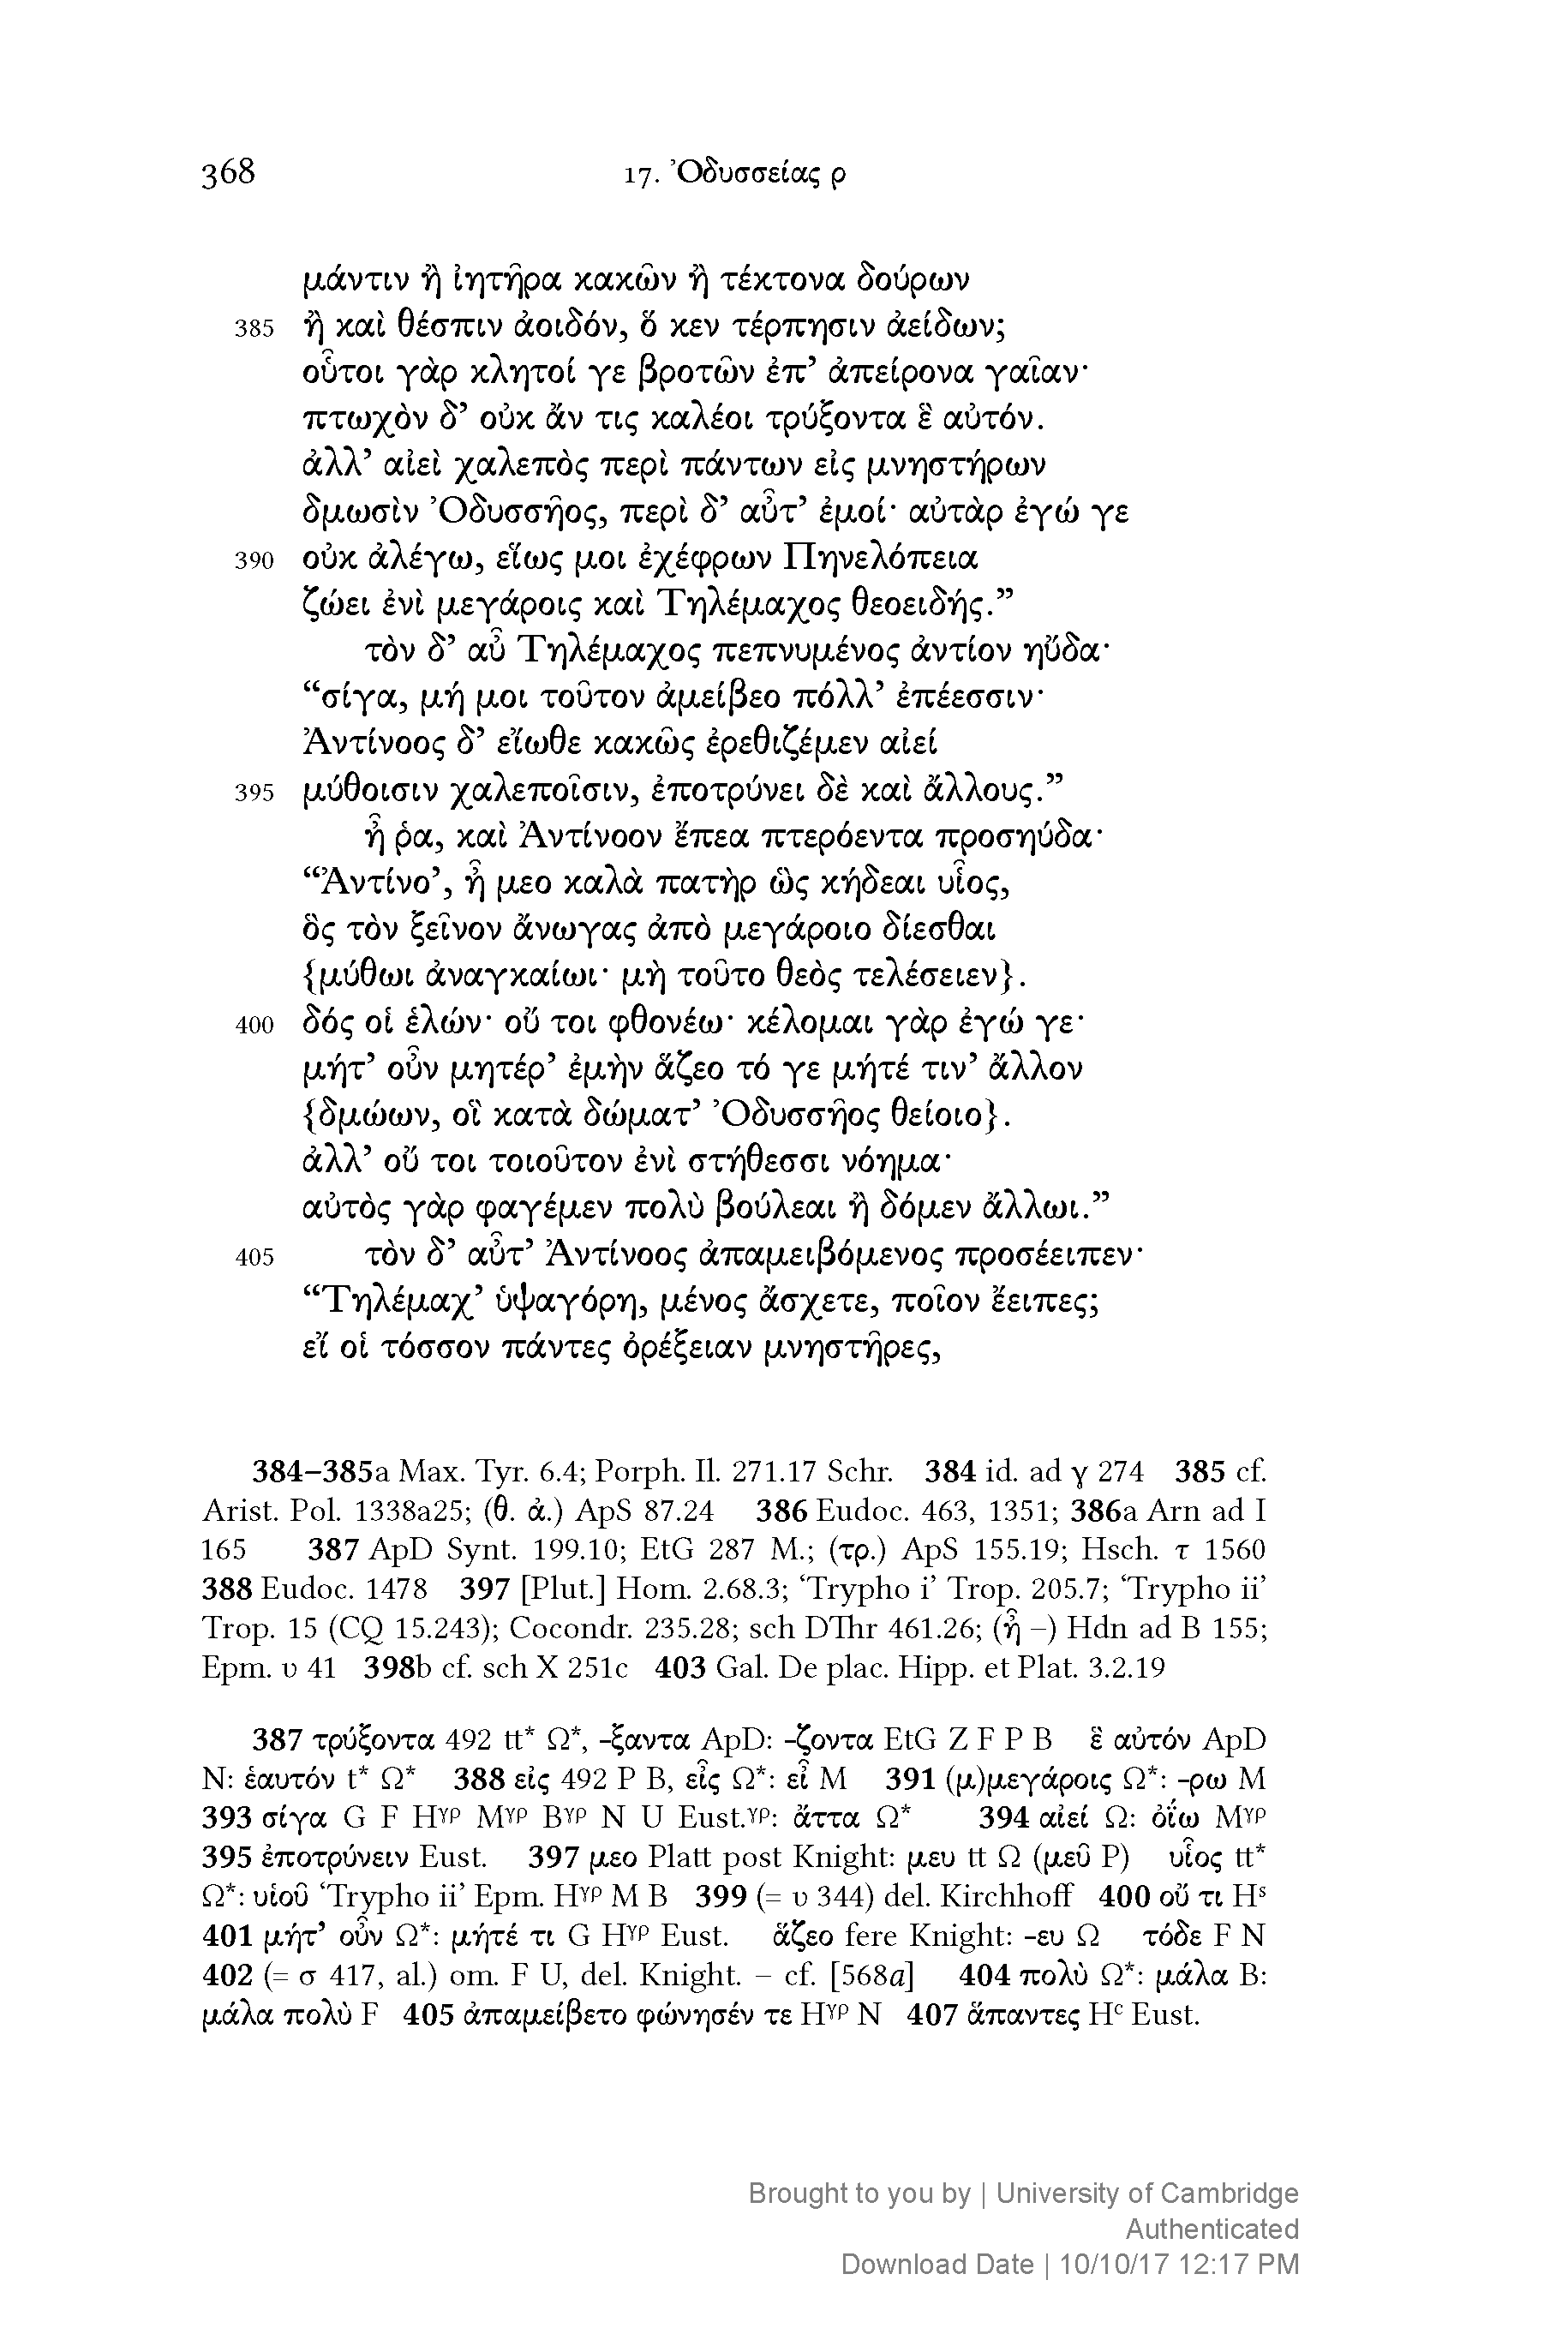 368 17. Ὀδυσσείας ρ
μάντιν ἢ ἰητῆρα κακῶν ἢ τέκτονα δούρων
385 ἢ καὶ θέσπιν ἀοιδόν, ὅ κεν τέρπησιν ἀείδων;
οὗτοι γὰρ κλητοί γε βροτῶν ἐπ’ ἀπείρονα γαῖαν·
πτωχὸν δ’ οὐκ ἄν τις καλέοι τρύξοντα ἓ αὐτόν.
ἀλλ’ αἰεὶ χαλεπὸς περὶ πάντων εἰς μνηστήρων
δμωσὶν Ὀδυσσῆος, περὶ δ’ αὖτ’ ἐμοί· αὐτὰρ ἐγώ γε
390 οὐκ ἀλέγω, εἵως μοι ἐχέφρων Πηνελόπεια
ζώει ἐνὶ μεγάροις καὶ Τηλέμαχος θεοειδής.”
τὸν δ’ αὖ Τηλέμαχος πεπνυμένος ἀντίον ηὔδα·
“σίγα, μή μοι τοῦτον ἀμείβεο πόλλ’ ἐπέεσσιν·
Ἀντίνοος δ’ εἴωθε κακῶς ἐρεθιζέμεν αἰεί
395 μύθοισιν χαλεποῖσιν, ἐποτρύνει δὲ καὶ ἄλλους.”
ἦ ῥα, καὶ Ἀντίνοον ἔπεα πτερόεντα προσηύδα·
“Ἀντίνο’, ἦ μεο καλὰ πατὴρ ὣς κήδεαι υἷος,
ὃς τὸν ξεῖνον ἄνωγας ἀπὸ μεγάροιο δίεσθαι
{μύθωι ἀναγκαίωι· μὴ τοῦτο θεὸς τελέσειεν}.
400 δός οἱ ἑλών· οὔ τοι φθονέω· κέλομαι γὰρ ἐγώ γε·
μήτ’ οὖν μητέρ’ ἐμὴν ἅζεο τό γε μήτέ τιν’ ἄλλον
{δμώων, οἳ κατὰ δώματ’ Ὀδυσσῆος θείοιο}.
ἀλλ’ οὔ τοι τοιοῦτον ἐνὶ στήθεσσι νόημα·
αὐτὸς γὰρ φαγέμεν πολὺ βούλεαι ἢ δόμεν ἄλλωι.”
405 τὸν δ’ αὖτ’ Ἀντίνοος ἀπαμειβόμενος προσέειπεν·
“Τηλέμαχ’ ὑψαγόρη, μένος ἄσχετε, ποῖον ἔειπες;
εἴ οἱ τόσσον πάντες ὀρέξειαν μνηστῆρες,
384–385a Max. Tyr. 6.4; Porph. Il. 271.17 Schr. 384 id. ad γ 274 385 cf.
Arist. Pol. 1338a25; (θ. ἀ.) ApS 87.24 386 Eudoc. 463, 1351; 386a Arn ad I
165 387 ApD Synt. 199.10; EtG 287 M.; (τρ.) ApS 155.19; Hsch. τ 1560
388 Eudoc. 1478 397 [Plut.] Hom. 2.68.3; ‘Trypho i’ Trop. 205.7; ‘Trypho ii’
Trop. 15 (CQ 15.243); Cocondr. 235.28; sch DThr 461.26; (ἦ –) Hdn ad B 155;
Epm. υ 41 398b cf. sch X 251c 403 Gal. De plac. Hipp. et Plat. 3.2.19
387 τρύξοντα 492 tt* Ω*, -ξαντα ApD: -ζοντα EtG Z F P B ἓ αὐτόν ApD
N: ἑαυτόν t* Ω* 388 εἰς 492 P B, εἷς Ω*: εἶ M 391 (μ)μεγάροις Ω*: -ρω M
393 σίγα G F Hγρ Mγρ Bγρ N U Eust.γρ: ἄττα Ω* 394 αἰεί Ω: ὀΐω Mγρ
395 ἐποτρύνειν Eust. 397 μεο Platt post Knight: μευ tt Ω (μεῦ P) υἷος tt*
Ω*: υἱοῦ ‘Trypho ii’ Epm. Hγρ M B 399 (= υ 344) del. Kirchhoff 400 οὔ τι Hs
401 μήτ’ οὖν Ω*: μήτέ τι G Hγρ Eust. ἅζεο fere Knight: -ευ Ω τόδε F N
402 (= σ 417, al.) om. F U, del. Knight. – cf. [568a] 404 πολὺ Ω*: μάλα B:
μάλα πολὺ F 405 ἀπαμείβετο φώνησέν τε Hγρ N 407 ἅπαντες Hc Eust.
Brought to you by | University of Cambridge
Authenticated
Download Date | 10/10/17 12:17 PM